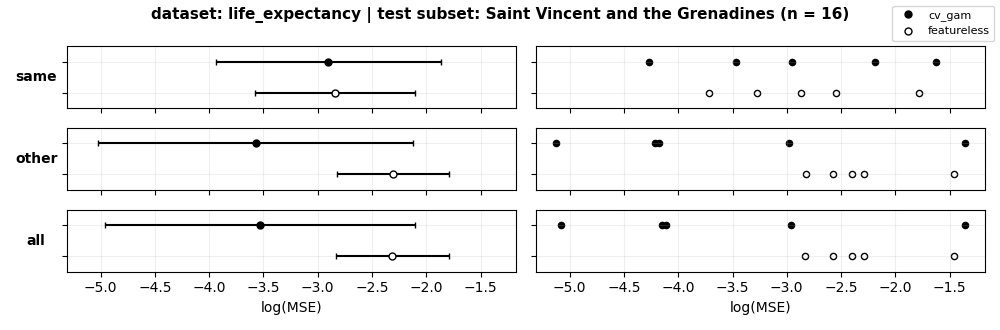 dataset: life_expectancy | test subset: Saint Vincent and the Grenadines (n = 16)
cv_gam
featureless
same
other
all
−5.0 −4.5 −4.0 −3.5 −3.0 −2.5 −2.0 −1.5
−5.0 −4.5 −4.0 −3.5 −3.0 −2.5 −2.0 −1.5
log(MSE)
log(MSE)